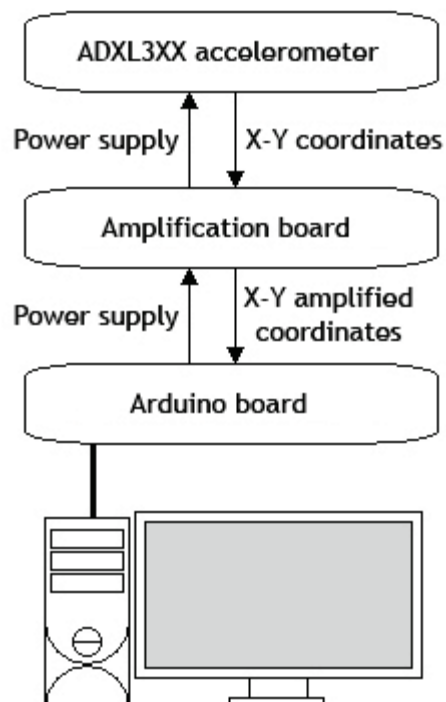 ADXL3XX accelerometer
Power supply
X-Y coordinates
Amplification board
Power supply
X-Y amplified
coordinates
Arduino board